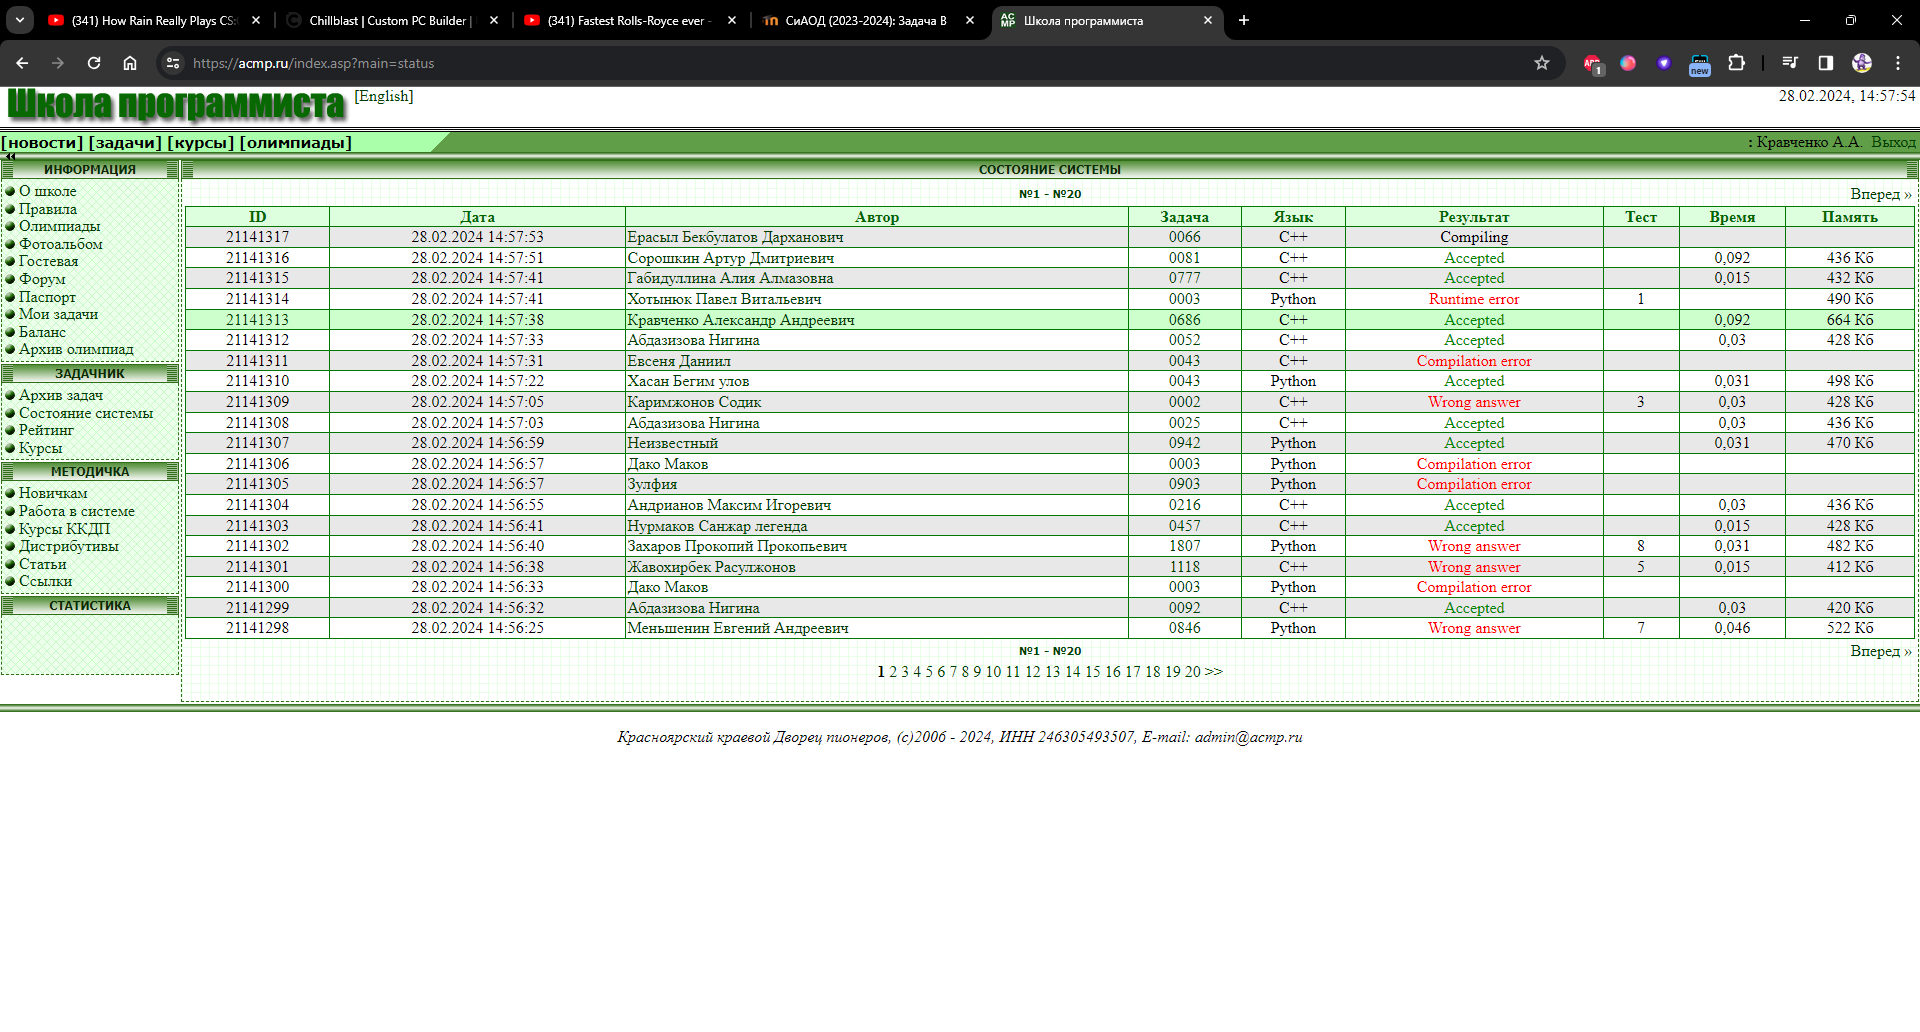 (341) How Rain Really Plays CS:
Chillblast | Custom PC Builder |
(341) Fastest Rolls-Royce ever -
СиАОД (2023-2024): Задача B
Школа программиста
https://acmp.ru/index.asp?main=status
1
new
Школа программиста [English] 28.02.2024, 14:57:54
[новости] [задачи] [курсы] [олимпиады] : Кравченко А.А. Выход
ИНФОРМАЦИЯ
О школе
Правила
Олимпиады
Фотоальбом
Гостевая
Форум
Паспорт
Мои задачи
Баланс
Архив олимпиад
ЗАДАЧНИК
Архив задач
Состояние системы
Рейтинг
Курсы
МЕТОДИЧКА
Новичкам
Работа в системе
Курсы ККДП
Дистрибутивы
Статьи
Ссылки
СТАТИСТИКА
СОСТОЯНИЕ СИСТЕМЫ
№1 - №20 Вперед »
ID Дата Автор Задача Язык Результат Тест Время Память
21141317 28.02.2024 14:57:53 Ерасыл Бекбулатов Дарханович 0066 C++ Compiling
21141316 28.02.2024 14:57:51 Сорошкин Артур Дмитриевич 0081 C++ Accepted 0,092 436 Кб
21141315 28.02.2024 14:57:41 Габидуллина Алия Алмазовна 0777 C++ Accepted 0,015 432 Кб
21141314 28.02.2024 14:57:41 Хотынюк Павел Витальевич 0003 Python Runtime error 1 490 Кб
21141313 28.02.2024 14:57:38 Кравченко Александр Андреевич 0686 C++ Accepted 0,092 664 Кб
21141312 28.02.2024 14:57:33 Абдазизова Нигина 0052 C++ Accepted 0,03 428 Кб
21141311 28.02.2024 14:57:31 Евсеня Даниил 0043 C++ Compilation error
21141310 28.02.2024 14:57:22 Хасан Бегим улов 0043 Python Accepted 0,031 498 Кб
21141309 28.02.2024 14:57:05 Каримжонов Содик 0002 C++ Wrong answer 3 0,03 428 Кб
21141308 28.02.2024 14:57:03 Абдазизова Нигина 0025 C++ Accepted 0,03 436 Кб
21141307 28.02.2024 14:56:59 Неизвестный 0942 Python Accepted 0,031 470 Кб
21141306 28.02.2024 14:56:57 Дако Маков 0003 Python Compilation error
21141305 28.02.2024 14:56:57 Зулфия 0903 Python Compilation error
21141304 28.02.2024 14:56:55 Андрианов Максим Игоревич 0216 C++ Accepted 0,03 436 Кб
21141303 28.02.2024 14:56:41 Нурмаков Санжар легенда 0457 C++ Accepted 0,015 428 Кб
21141302 28.02.2024 14:56:40 Захаров Прокопий Прокопьевич 1807 Python Wrong answer 8 0,031 482 Кб
21141301 28.02.2024 14:56:38 Жавохирбек Расулжонов 1118 C++ Wrong answer 5 0,015 412 Кб
21141300 28.02.2024 14:56:33 Дако Маков 0003 Python Compilation error
21141299 28.02.2024 14:56:32 Абдазизова Нигина 0092 C++ Accepted 0,03 420 Кб
21141298 28.02.2024 14:56:25 Меньшенин Евгений Андреевич 0846 Python Wrong answer 7 0,046 522 Кб
№1 - №20 Вперед »
1 2 3 4 5 6 7 8 9 10 11 12 13 14 15 16 17 18 19 20 >>
Красноярский краевой Дворец пионеров, (c)2006 - 2024, ИНН 246305493507, E-mail: admin@acmp.ru